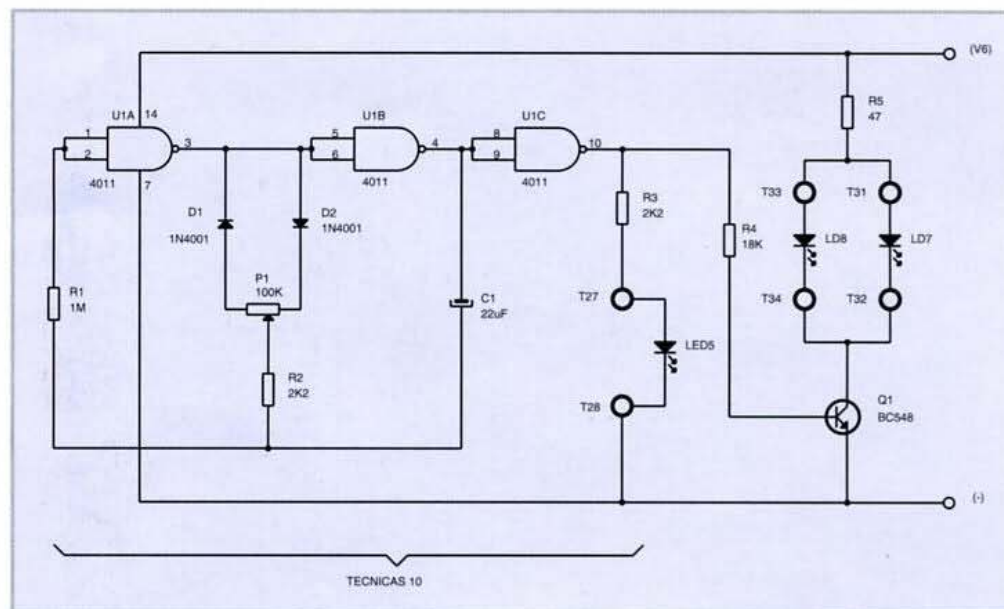 (V6)
R5
47
U1A
14
1
2
3
4011
7
U1B
5
6
4
4011
U1C
8
9
10
4011
D1
1N4001
D2
1N4001
P1
100K
R1
1M
R2
2K2
C1
22uF
R3
2K2
R4
18K
T27
LED5
T28
T33
T31
LD8
LD7
T34
T32
Q1
BC548
(-)
TECNICAS 10